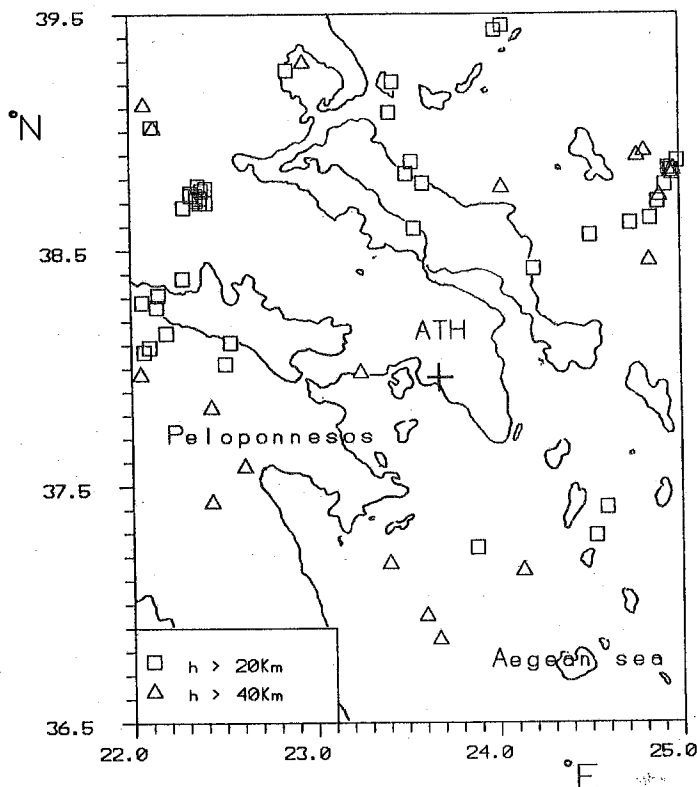 39.5
°N
38.5
ATH
Peloponnesos
37.5
h > 20Km
Aegean sea
h > 40Km
36.5
22.0 23.0 24.0 25.0
°E